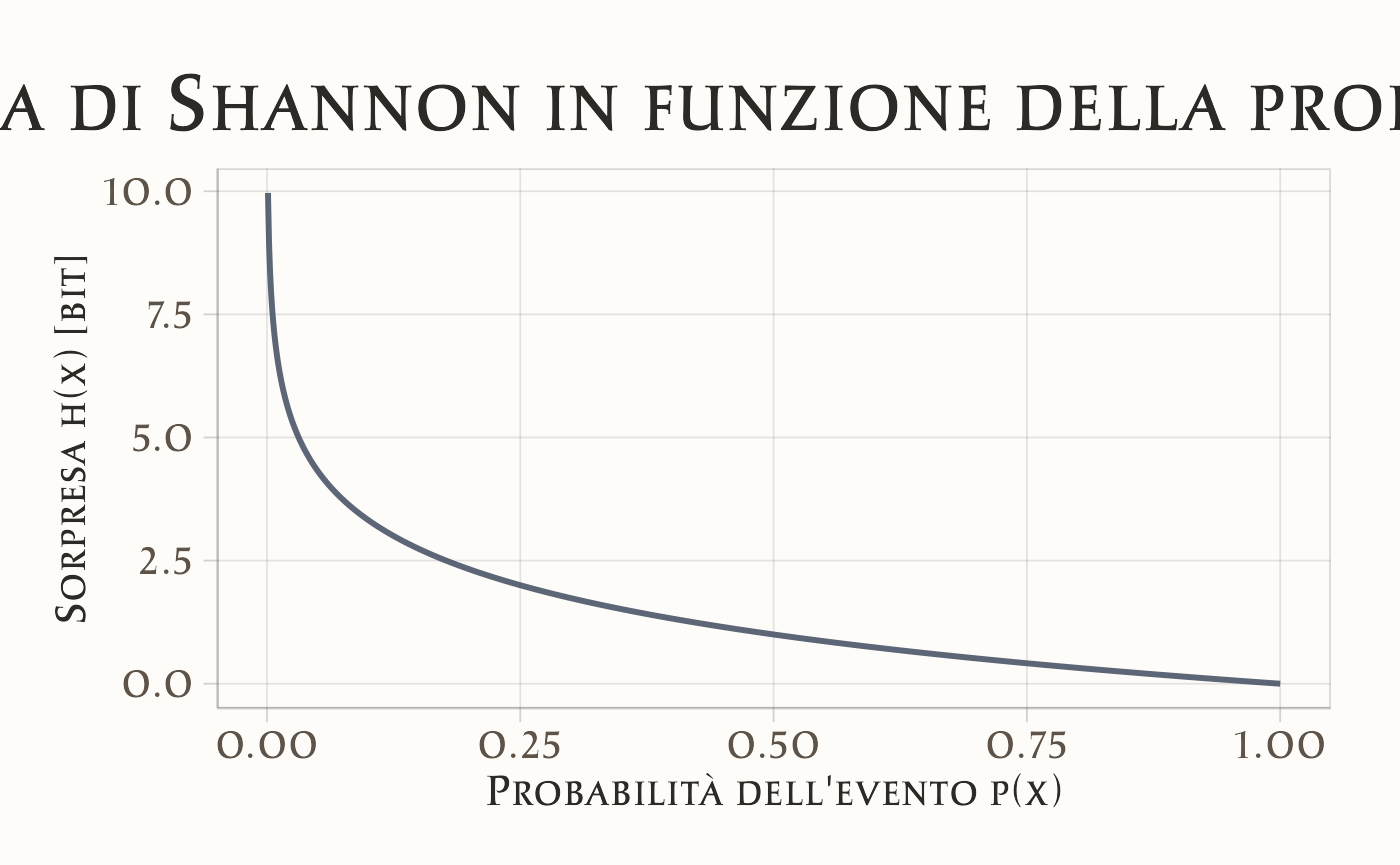 A di Shannon in funzione della pro
10.0
7.5
5.0
2.5
0.0
Sorpresa h(x) [bit]
0.00 0.25 0.50 0.75 1.00
Probabilità dell'evento p(x)